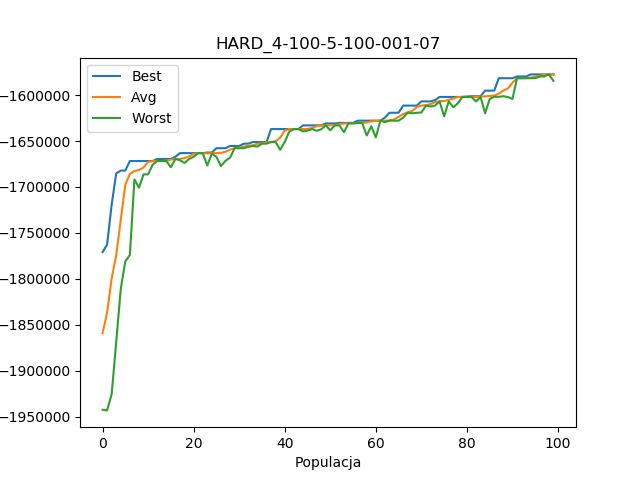 HARD_4-100-5-100-001-07
Best
Avg
Worst
−1600000
−1650000
−1700000
−1750000
−1800000
−1850000
−1900000
−1950000
0 20 40 60 80 100
Populacja